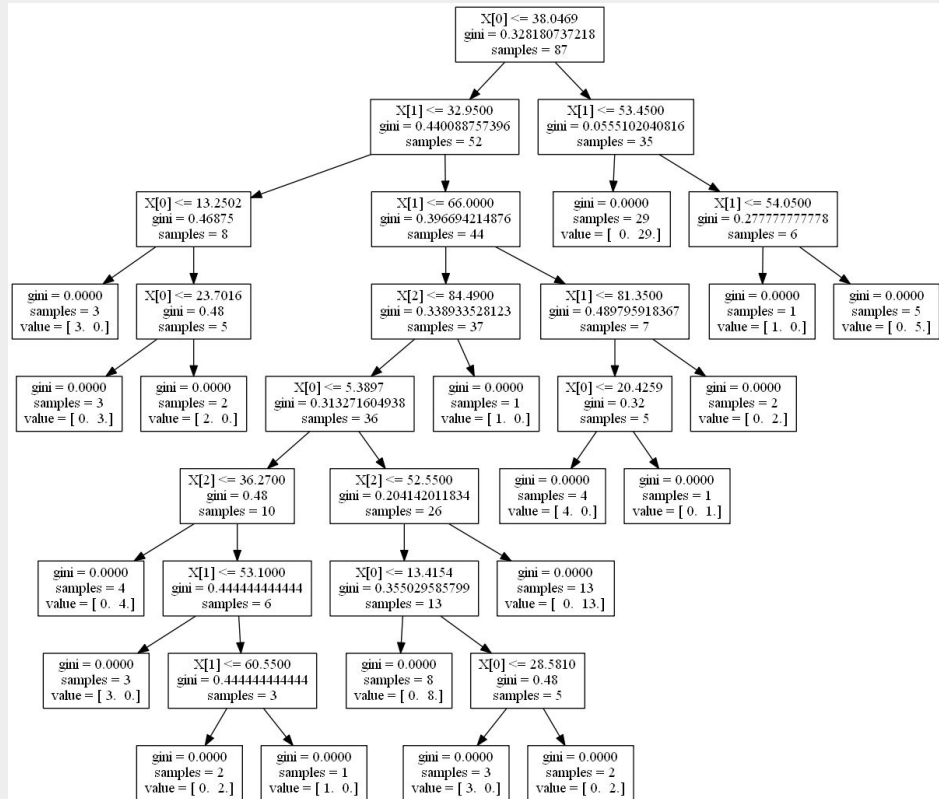 X[0] <= 38.0469
gini = 0.328180737218
samples = 87
X[1] <= 32.9500
gini = 0.440088757396
samples = 52
X[1] <= 53.4500
gini = 0.0555102040816
samples = 35
X[0] <= 13.2502
gini = 0.46875
samples = 8
X[1] <= 66.0000
gini = 0.396694214876
samples = 44
gini = 0.0000
samples = 29
value = [ 0. 29.]
X[1] <= 54.0500
gini = 0.277777777778
samples = 6
gini = 0.0000
samples = 3
value = [ 3. 0.]
X[0] <= 23.7016
gini = 0.48
samples = 5
X[2] <= 84.4900
gini = 0.338933528123
samples = 37
X[1] <= 81.3500
gini = 0.489795918367
samples = 7
gini = 0.0000
samples = 1
value = [ 1. 0.]
gini = 0.0000
samples = 5
value = [ 0. 5.]
gini = 0.0000
samples = 3
value = [ 0. 3.]
gini = 0.0000
samples = 2
value = [ 2. 0.]
X[0] <= 5.3897
gini = 0.313271604938
samples = 36
gini = 0.0000
samples = 1
value = [ 1. 0.]
X[0] <= 20.4259
gini = 0.32
samples = 5
gini = 0.0000
samples = 2
value = [ 0. 2.]
X[2] <= 36.2700
gini = 0.48
samples = 10
X[2] <= 52.5500
gini = 0.204142011834
samples = 26
gini = 0.0000
samples = 4
value = [ 4. 0.]
gini = 0.0000
samples = 1
value = [ 0. 1.]
gini = 0.0000
samples = 4
value = [ 0. 4.]
X[1] <= 53.1000
gini = 0.444444444444
samples = 6
X[0] <= 13.4154
gini = 0.355029585799
samples = 13
gini = 0.0000
samples = 13
value = [ 0. 13.]
gini = 0.0000
samples = 3
value = [ 3. 0.]
X[1] <= 60.5500
gini = 0.444444444444
samples = 3
gini = 0.0000
samples = 8
value = [ 0. 8.]
X[0] <= 28.5810
gini = 0.48
samples = 5
gini = 0.0000
samples = 2
value = [ 0. 2.]
gini = 0.0000
samples = 1
value = [ 1. 0.]
gini = 0.0000
samples = 3
value = [ 3. 0.]
gini = 0.0000
samples = 2
value = [ 0. 2.]